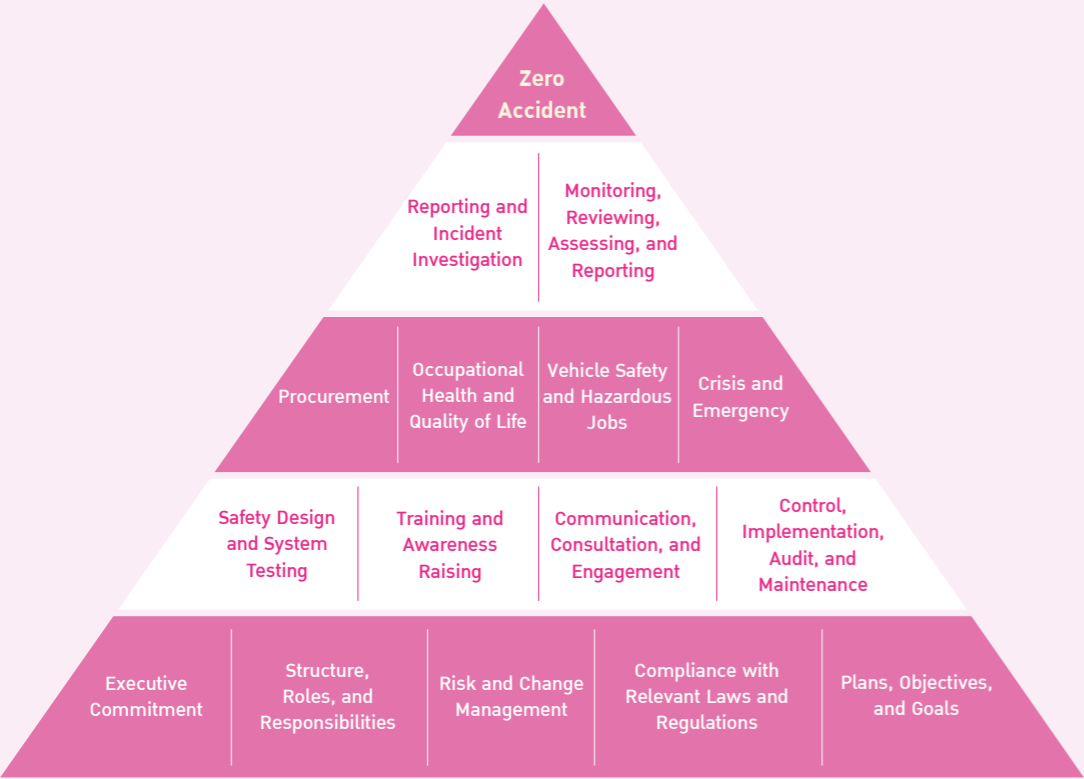 Zero
Accident
Reporting and
Incident
Investigation
Monitoring,
Reviewing,
Assessing, and
Reporting
Procurement
Occupational
Health and
Quality of Life
Vehicle Safety
and Hazardous
Jobs
Crisis and
Emergency
Safety Design
and System
Testing
Training and
Awareness
Raising
Communication,
Consultation, and
Engagement
Control,
Implementation,
Audit, and
Maintenance
Executive
Commitment
Structure,
Roles, and
Responsibilities
Risk and Change
Management
Compliance with
Relevant Laws and
Regulations
Plans, Objectives,
and Goals